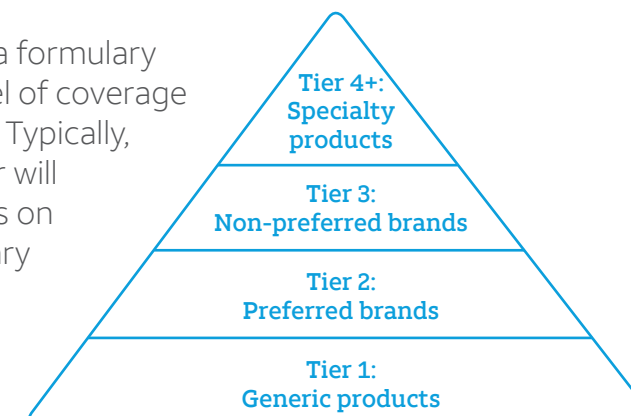 a formulary
el of coverage
Typically,
r will
s on
ary
Tier 4+:
Specialty
products
Tier 3:
Non-preferred brands
Tier 2:
Preferred brands
Tier 1:
Generic products